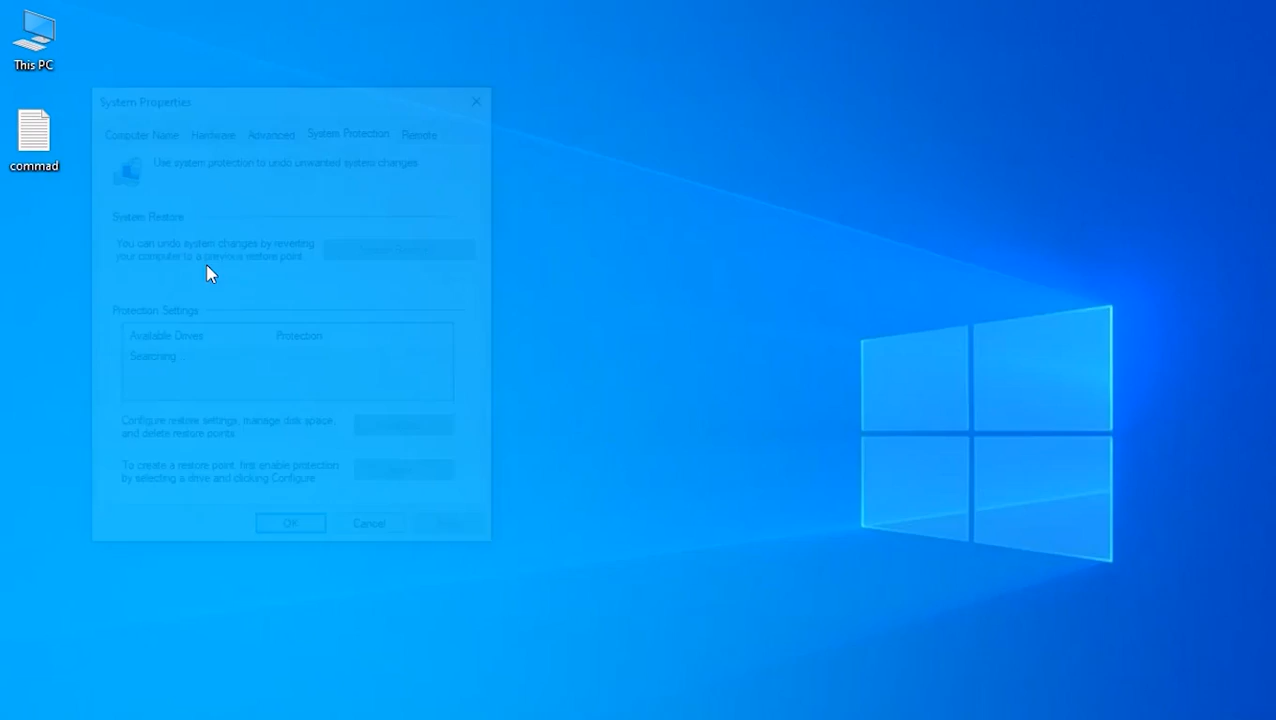 This PC
commad
System Properties
Computer Name Hardware Advanced System Protection Remote
Use system protection to undo unwanted system changes
System Restore
You can undo system changes by reverting
your computer to a previous restore point
Protection Settings
Available Drives Protection
Searching
Configure restore settings, manage disk space,
and delete restore points
To create a restore point, first enable protection
by selecting a drive and clicking Configure
OK Cancel